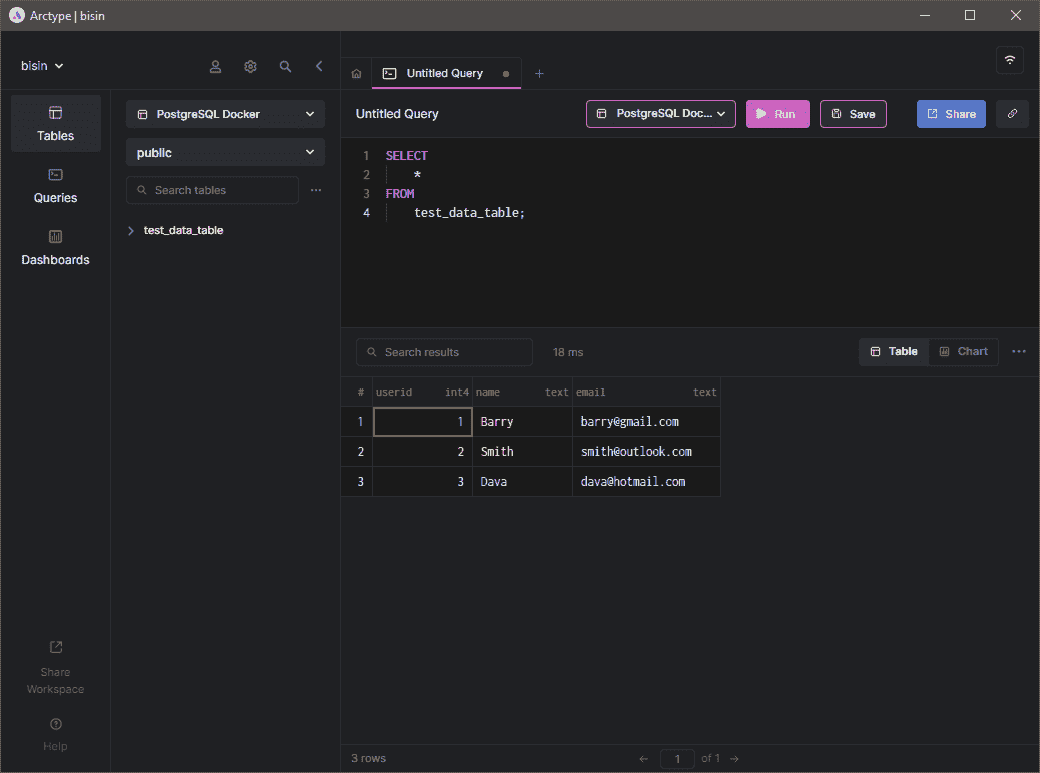 Arctype | bisin
bisin
Untitled Query
Tables
Queries
Dashboards
Share
Workspace
Help
PostgreSQL Docker
public
Search tables
test_data_table
Untitled Query
PostgreSQL Doc...
Run
Save
Share
1 SELECT
2 *
3 FROM
4 test_data_table;
Search results
18 ms
Table
Chart
# userid int4 name text email text
1 1 Barry barry@gmail.com
2 2 Smith smith@outlook.com
3 3 Dava dava@hotmail.com
3 rows
1 of 1